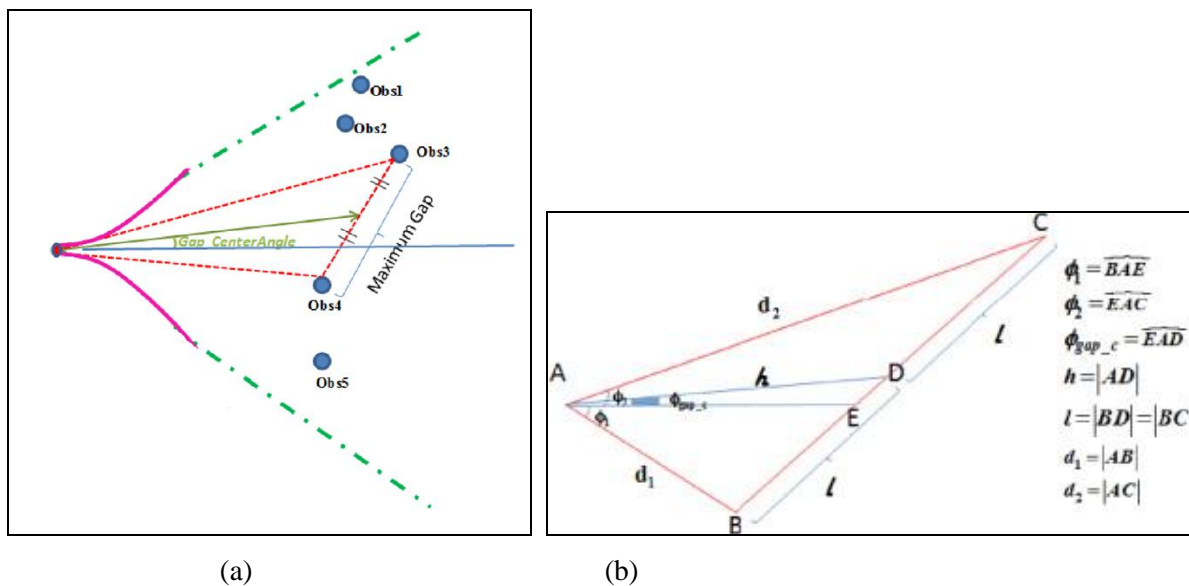 Obs1
Obs2
Obs3
Gap_CenterAngle
Maximum Gap
Obs4
Obs5
C
d₂
l
A
h
D
ϕ
ϕgap_c
E
ϕ
d₁
l
B
ϕ₁ = BAE
ϕ₂ = EAC
ϕgap_c = EAD
h = |AD|
l = |BD| = |BC|
d₁ = |AB|
d₂ = |AC|
(a) (b)